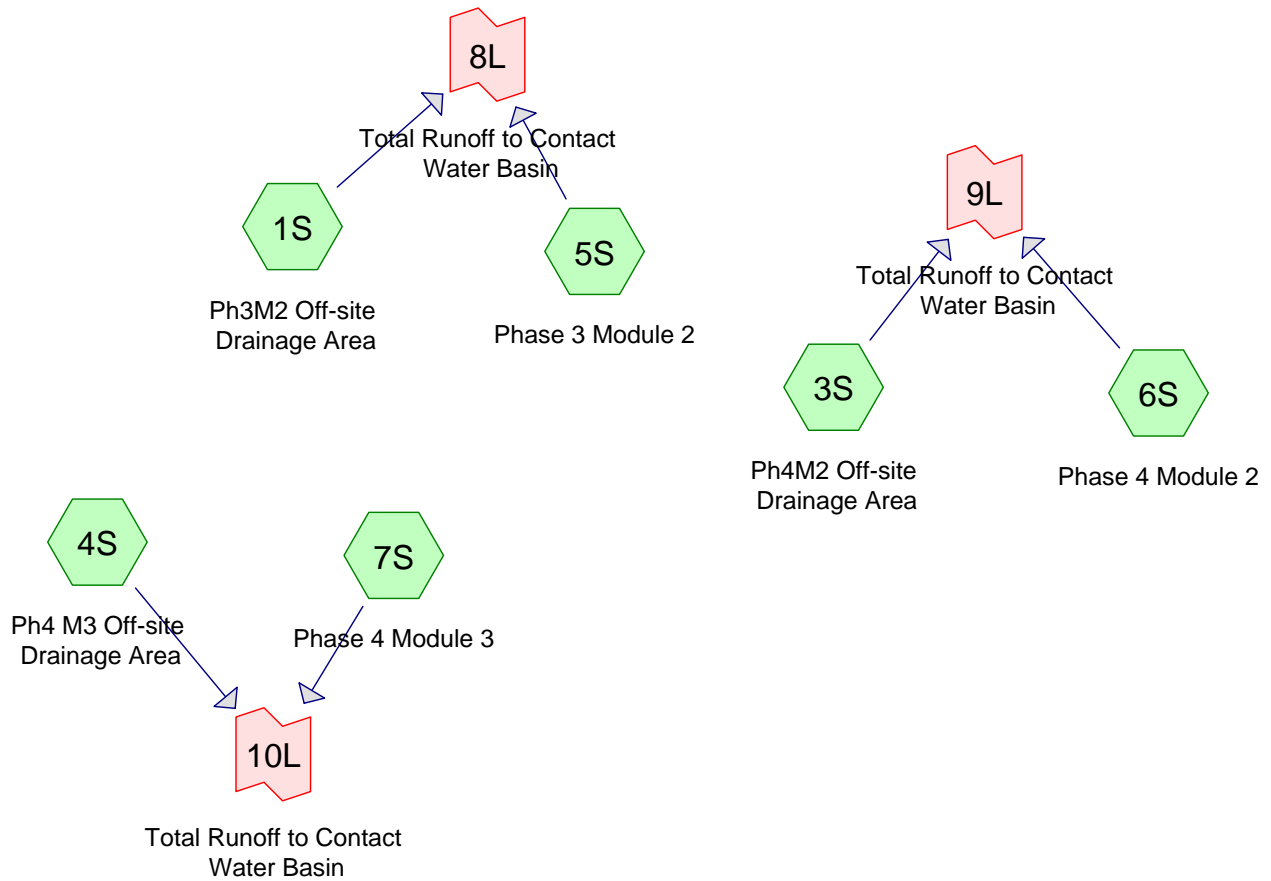 8L
Total Runoff to Contact
Water Basin
1S
Ph3M2 Off-site
Drainage Area
5S
Phase 3 Module 2
9L
Total Runoff to Contact
Water Basin
3S
Ph4M2 Off-site
Drainage Area
6S
Phase 4 Module 2
4S
Ph4 M3 Off-site
Drainage Area
7S
Phase 4 Module 3
10L
Total Runoff to Contact
Water Basin